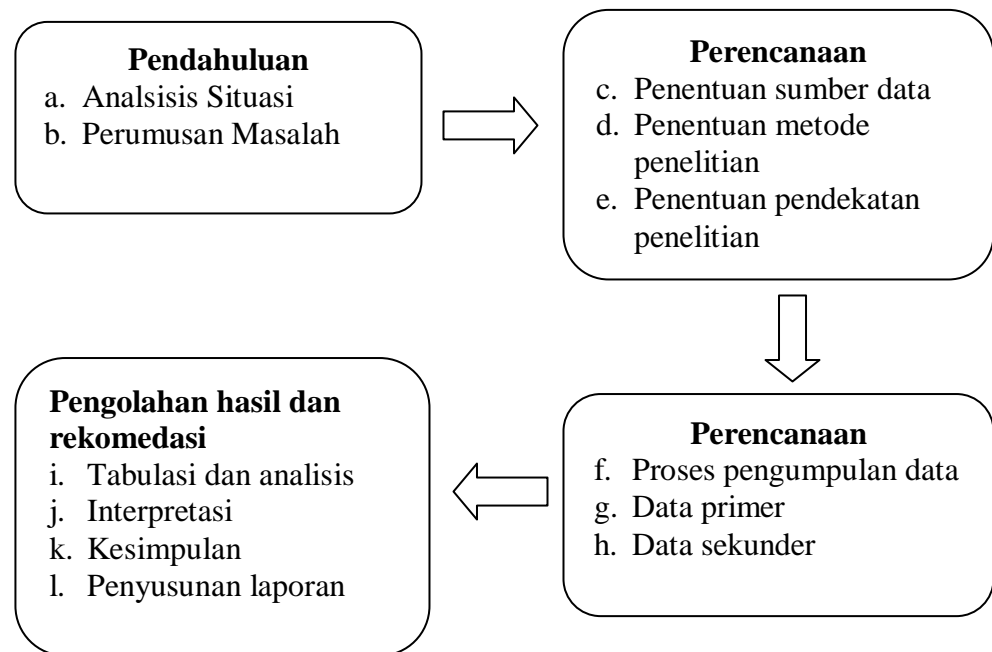 Pendahuluan
a. Analsisis Situasi
b. Perumusan Masalah
Perencanaan
c. Penentuan sumber data
d. Penentuan metode
penelitian
e. Penentuan pendekatan
penelitian
Perencanaan
f. Proses pengumpulan data
g. Data primer
h. Data sekunder
Pengolahan hasil dan
rekomedasi
i. Tabulasi dan analisis
j. Interpretasi
k. Kesimpulan
l. Penyusunan laporan